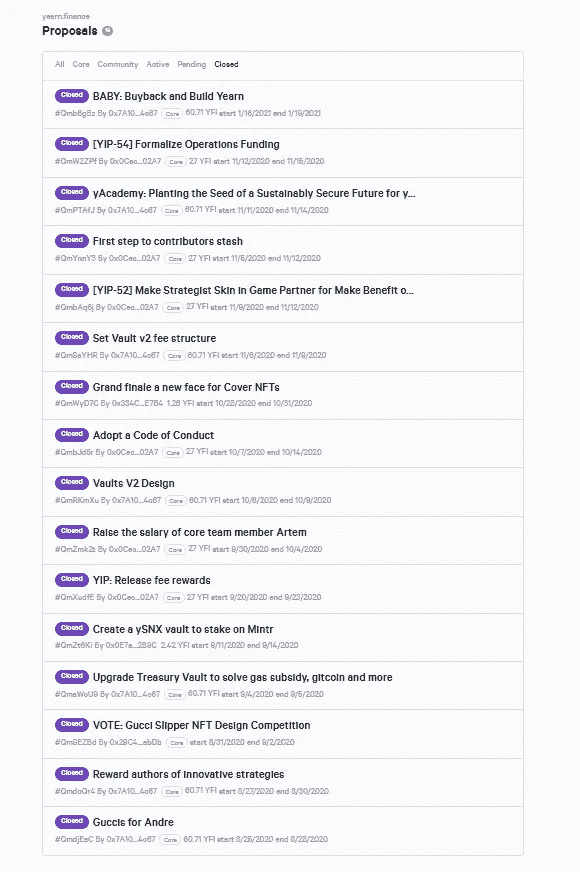 yearn.finance
Proposals
All Core Community Active Pending Closed
Closed BABY: Buyback and Build Yearn
#Qmb6gBz By 0x7A10...4c67 Core 60.71 YFI start 1/16/2021 end 1/19/2021
Closed [YIP-54] Formalize Operations Funding
#QmW2ZPf By 0x0Cec...02A7 Core 27 YFI start 11/12/2020 end 11/15/2020
Closed yAcademy: Planting the Seed of a Sustainably Secure Future for y...
#QmPTAfJ By 0x7A10...4c67 Core 60.71 YFI start 11/11/2020 end 11/14/2020
Closed First step to contributors stash
#QmYnnY3 By 0x0Cec...02A7 Core 27 YFI start 11/5/2020 end 11/12/2020
Closed [YIP-52] Make Strategist Skin in Game Partner for Make Benefit o...
#QmbAq6j By 0x0Cec...02A7 Core 27 YFI start 11/9/2020 end 11/12/2020
Closed Set Vault v2 fee structure
#QmSaYHR By 0x7A10...4c67 Core 60.71 YFI start 11/6/2020 end 11/9/2020
Closed Grand finale a new face for Cover NFTs
#QmWyD7C By 0x334C...E7B4 1.28 YFI start 10/28/2020 end 10/31/2020
Closed Adopt a Code of Conduct
#QmbJd5r By 0x0Cec...02A7 Core 27 YFI start 10/7/2020 end 10/14/2020
Closed Vaults V2 Design
#QmRKmXu By 0x7A10...4c67 Core 60.71 YFI start 10/6/2020 end 10/9/2020
Closed Raise the salary of core team member Artem
#QmZmk2t By 0x0Cec...02A7 Core 27 YFI start 9/30/2020 end 10/4/2020
Closed YIP: Release fee rewards
#QmXudfE By 0x0Cec...02A7 Core 27 YFI start 9/20/2020 end 9/23/2020
Closed Create a ySNX vault to stake on Mintr
#QmZt6Ki By 0x0E7a...2B9C 2.42 YFI start 9/11/2020 end 9/14/2020
Closed Upgrade Treasury Vault to solve gas subsidy, gitcoin and more
#QmaWoU9 By 0x7A10...4c67 Core 60.71 YFI start 9/4/2020 end 9/5/2020
Closed VOTE: Gucci Slipper NFT Design Competition
#QmSEZBd By 0x29C4...abDb Core start 8/31/2020 end 9/2/2020
Closed Reward authors of innovative strategies
#QmdoQr4 By 0x7A10...4c67 Core 60.71 YFI start 8/27/2020 end 8/30/2020
Closed Guccis for Andre
#QmdjEaC By 0x7A10...4c67 Core 60.71 YFI start 8/25/2020 end 8/28/2020